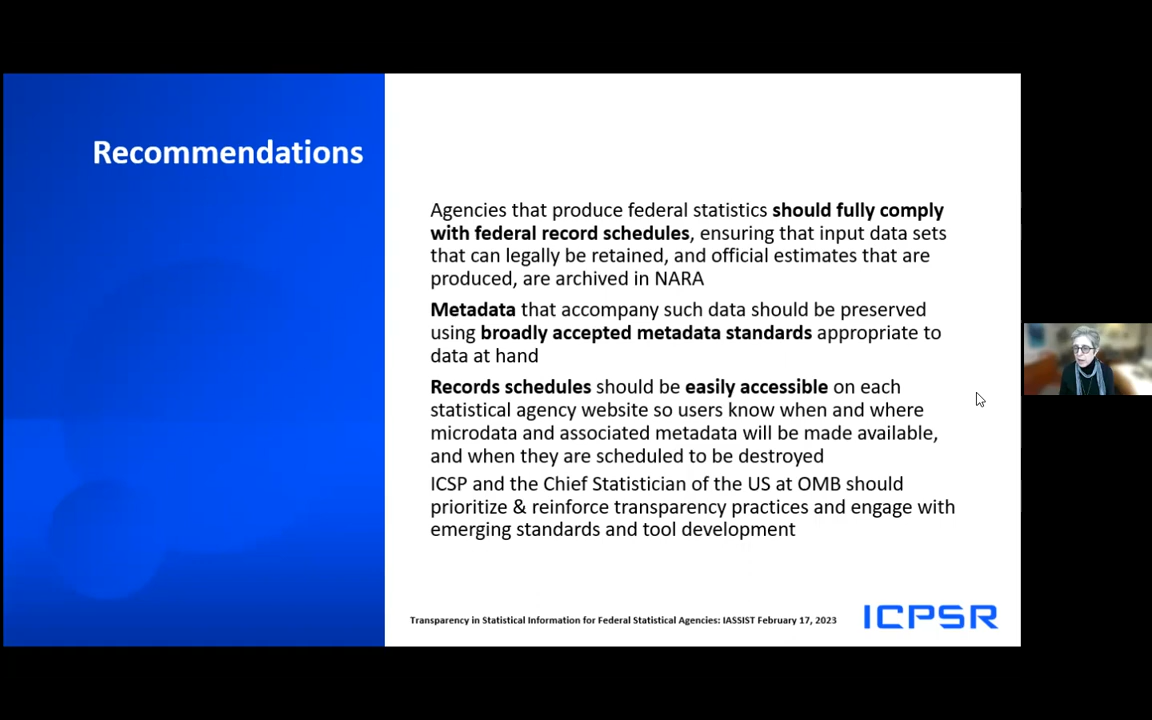 Recommendations
Agencies that produce federal statistics should fully comply
with federal record schedules, ensuring that input data sets
that can legally be retained, and official estimates that are
produced, are archived in NARA
Metadata that accompany such data should be preserved
using broadly accepted metadata standards appropriate to
data at hand
Records schedules should be easily accessible on each
statistical agency website so users know when and where
microdata and associated metadata will be made available,
and when they are scheduled to be destroyed
ICSP and the Chief Statistician of the US at OMB should
prioritize & reinforce transparency practices and engage with
emerging standards and tool development
Transparency in Statistical Information for Federal Statistical Agencies: IASSIST February 17, 2023
ICPSR